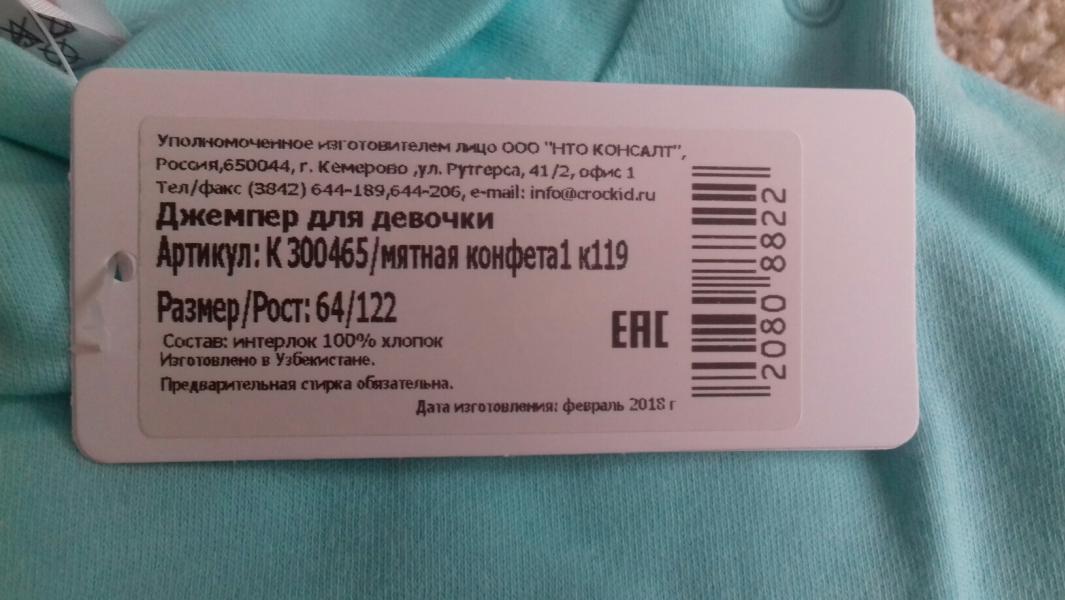 Уполномоченное изготовителем лицо ООО "НТО КОНСАЛТ",
Россия,650044, г. Кемерово ,ул. Рутгерса, 41/2, офис 1
Тел/факс (3842) 644-189,644-206, e-mail: info@crockid.ru
Джемпер для девочки
Артикул: К 300465/мятная конфета1 к119
Размер/Рост: 64/122
Состав: интерлок 100% хлопок
Изготовлено в Узбекистане.
Предварительная стирка обязательна.
Дата изготовления: февраль 2018 г
EAC
2080 8822